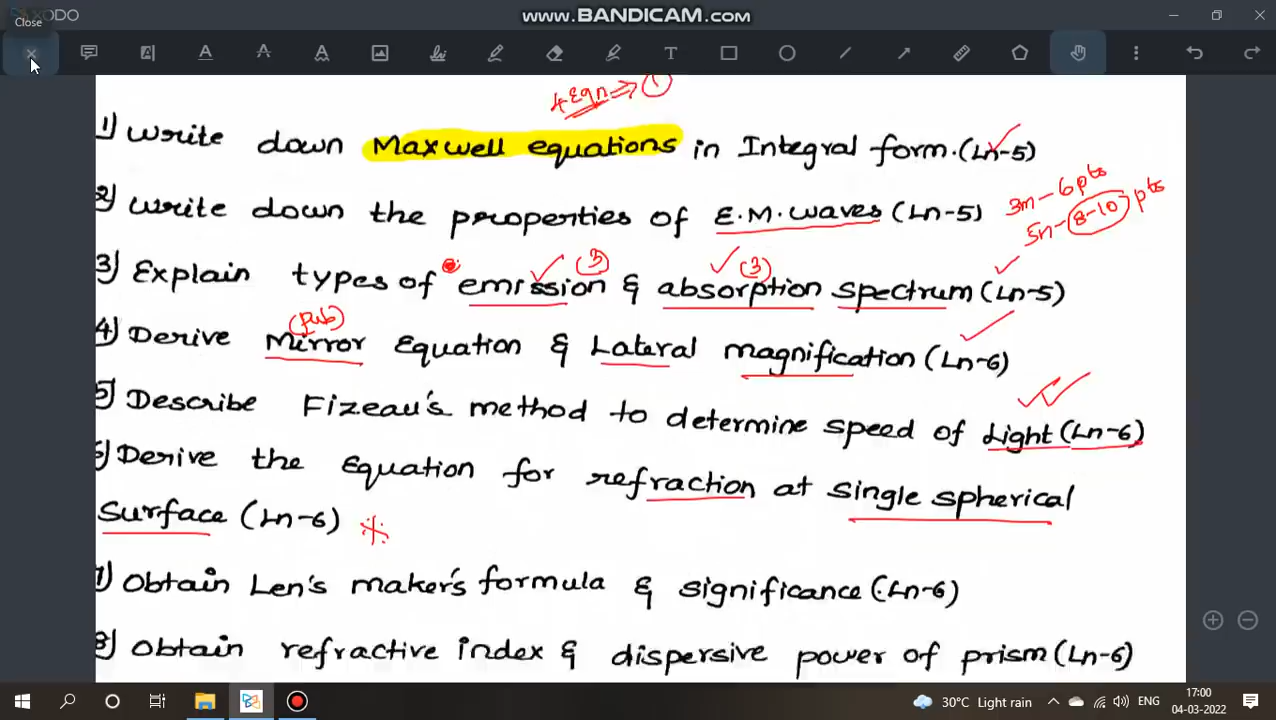 XODO
Close
www.BANDICAM.com
4 Eqn ⇒ 1
1) Write down Maxwell equations in Integral form. (Ln-5)
3m - 6 pts
5m - 8-10 pts
2) Write down the properties of E.M. waves (Ln-5)
(3) (3)
3) Explain types of emission & absorption spectrum (Ln-5)
(Pub)
4) Derive Mirror Equation & Lateral magnification (Ln-6)
5) Describe Fizeau's method to determine speed of Light (Ln-6)
6) Derive the Equation for refraction at single spherical
surface (Ln-6)
7) Obtain Len's maker's formula & significance (Ln-6)
8) Obtain refractive index & dispersive power of prism (Ln-6)
30°C Light rain
ENG
17:00
04-03-2022